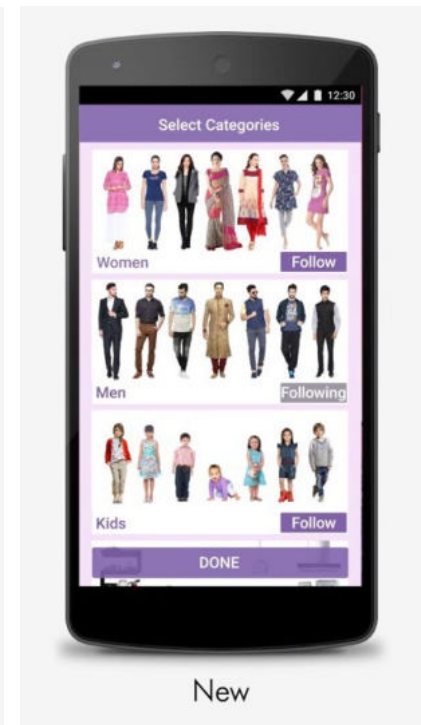 12:30
Select Categories
Women
Follow
Men
Following
Kids
Follow
DONE
New